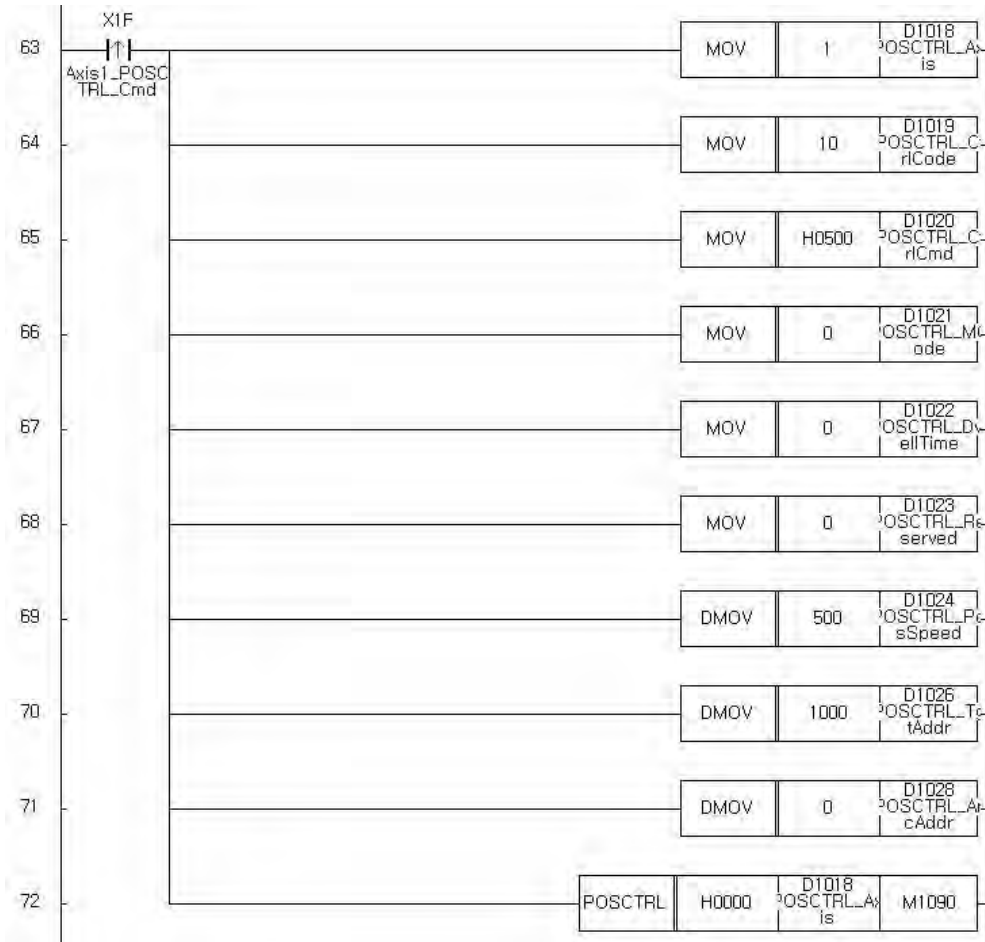 X1F
63
MOV 1 D1018
POSCTRL_Ax
is
Axis1_POSC
TRL_Cmd
64
MOV 10 D1019
POSCTRL_C
rlCode
65
MOV H0500 D1020
POSCTRL_C
rlCmd
66
MOV 0 D1021
OSCTRL_MC
ode
67
MOV 0 D1022
OSCTRL_Dw
ellTime
68
MOV 0 D1023
POSCTRL_Re
served
69
DMOV 500 D1024
POSCTRL_Po
sSpeed
70
DMOV 1000 D1026
POSCTRL_Tg
tAddr
71
DMOV 0 D1028
POSCTRL_Ar
cAddr
72
POSCTRL H0000 D1018
POSCTRL_Ax
is
M1090